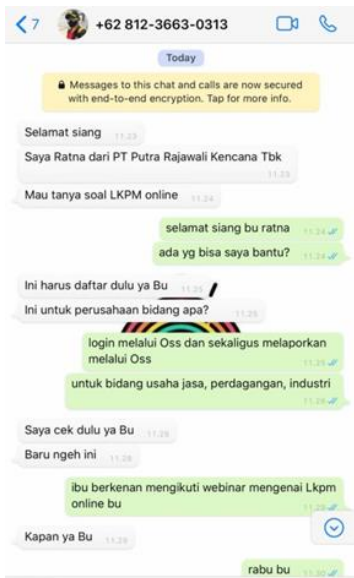 7
+62 812-3663-0313
Today
Messages to this chat and calls are now secured
with end-to-end encryption. Tap for more info.
Selamat siang 11.23
Saya Ratna dari PT Putra Rajawali Kencana Tbk
11.23
Mau tanya soal LKPM online 11.24
selamat siang bu ratna 11.24
ada yg bisa saya bantu? 11.24
Ini harus daftar dulu ya Bu 11.25
Ini untuk perusahaan bidang apa? 11.25
login melalui Oss dan sekaligus melaporkan
melalui Oss 11.25
untuk bidang usaha jasa, perdagangan, industri
11.26
Saya cek dulu ya Bu 11.28
Baru ngeh ini 11.28
ibu berkenan mengikuti webinar mengenai Lkpm
online bu 11.29
Kapan ya Bu 11.29
rabu bu 11.30